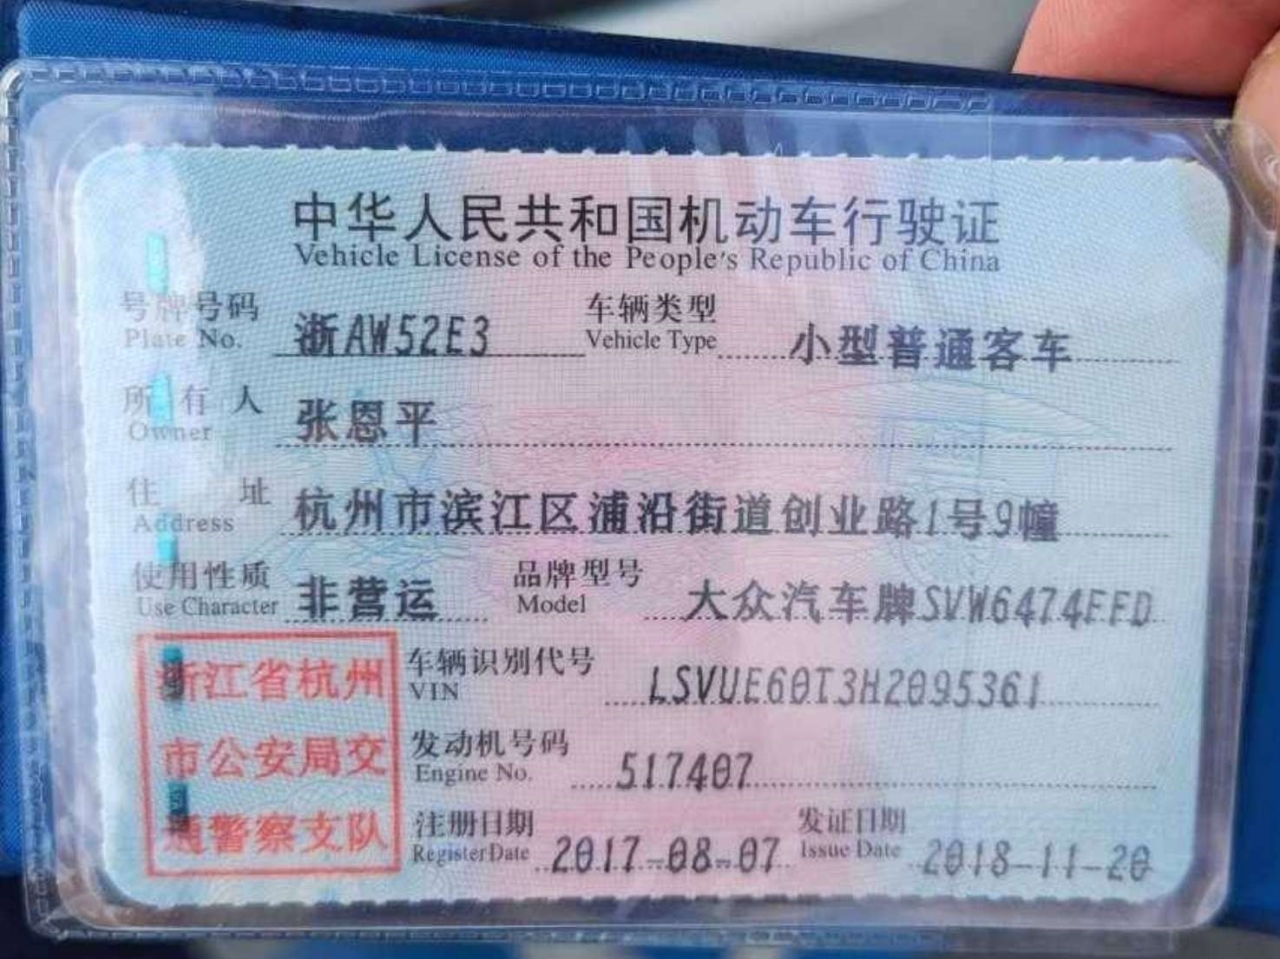 中华人民共和国机动车行驶证
Vehicle License of the People's Republic of China
号牌号码 浙AW52E3 车辆类型 小型普通客车
Plate No. Vehicle Type
所有人 张恩平
Owner
住址 杭州市滨江区浦沿街道创业路1号9幢
Address
使用性质 非营运 品牌型号 大众汽车牌SVW6474FFD
Use Character Model
浙江省杭州
市公安局交
通警察支队
车辆识别代号 LSVUE60T3H2095361
VIN
发动机号码 517407
Engine No.
注册日期 2017-08-07 发证日期 2018-11-20
Register Date Issue Date